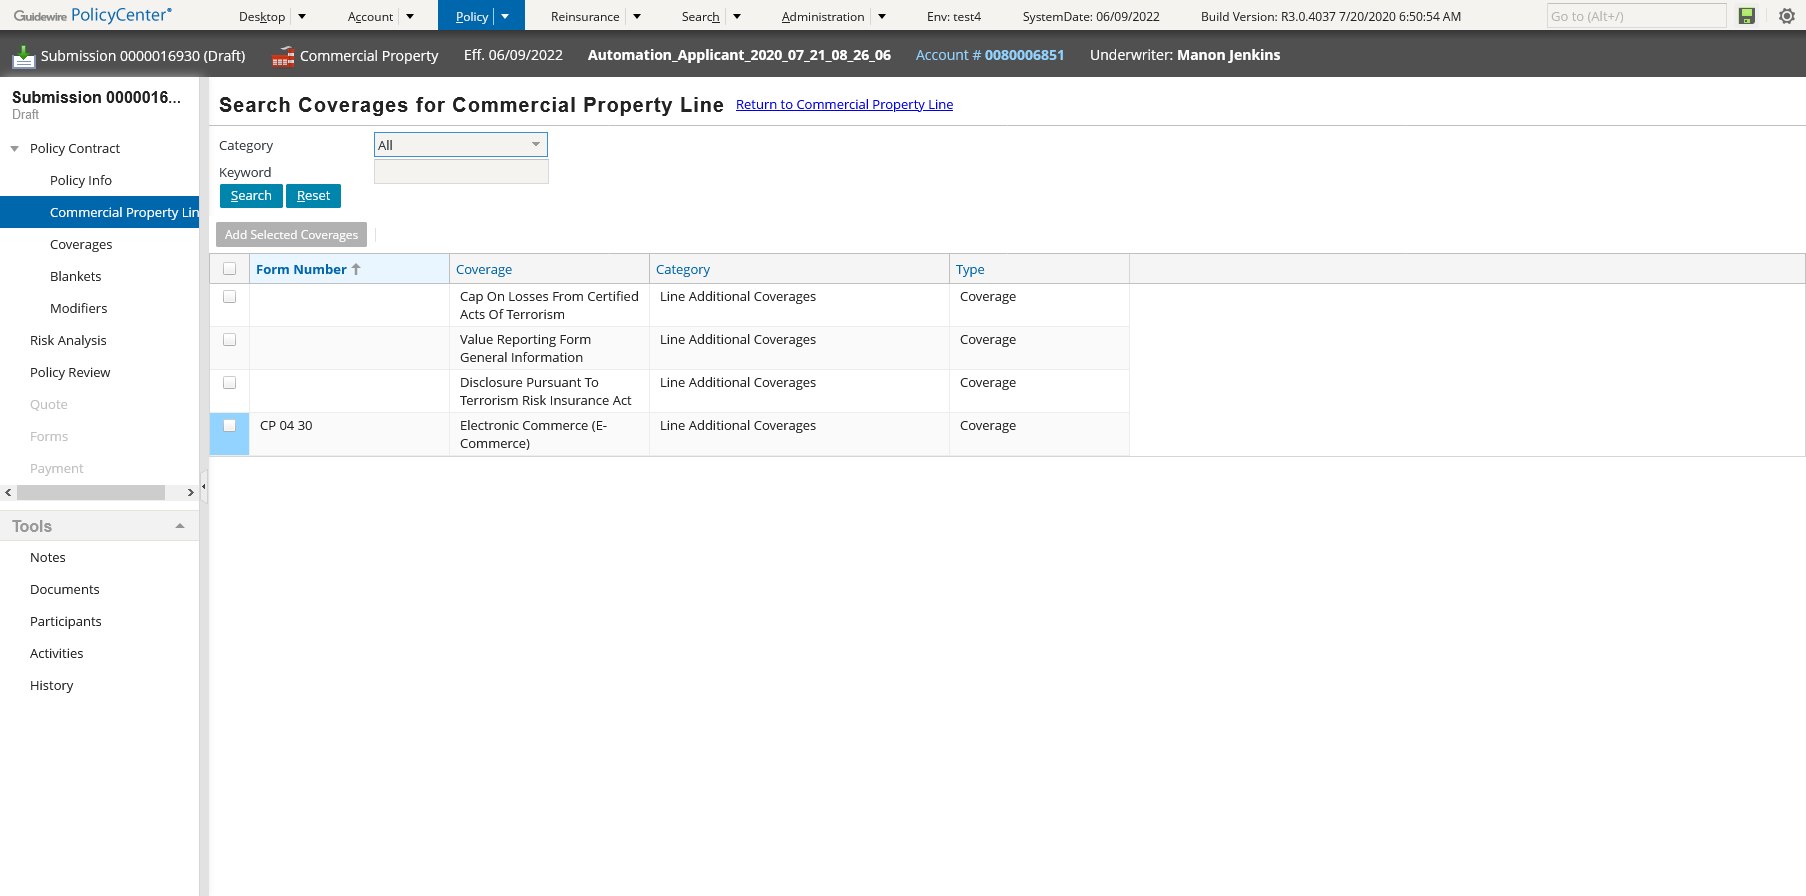 Guidewire PolicyCenter® Desktop Account Policy Reinsurance Search Administration Env: test4 SystemDate: 06/09/2022 Build Version: R3.0.4037 7/20/2020 6:50:54 AM Go to (Alt+/)
Submission 0000016930 (Draft) Commercial Property Eff. 06/09/2022 Automation_Applicant_2020_07_21_08_26_06 Account # 0080006851 Underwriter: Manon Jenkins
Submission 0000016...
Draft
Policy Contract
Policy Info
Commercial Property Lin
Coverages
Blankets
Modifiers
Risk Analysis
Policy Review
Quote
Forms
Payment
Tools
Notes
Documents
Participants
Activities
History
Search Coverages for Commercial Property Line Return to Commercial Property Line
Category All
Keyword
Search Reset
Add Selected Coverages
Form Number Coverage Category Type
Cap On Losses From Certified Line Additional Coverages Coverage
Acts Of Terrorism
Value Reporting Form Line Additional Coverages Coverage
General Information
Disclosure Pursuant To Line Additional Coverages Coverage
Terrorism Risk Insurance Act
CP 04 30 Electronic Commerce (E- Line Additional Coverages Coverage
Commerce)